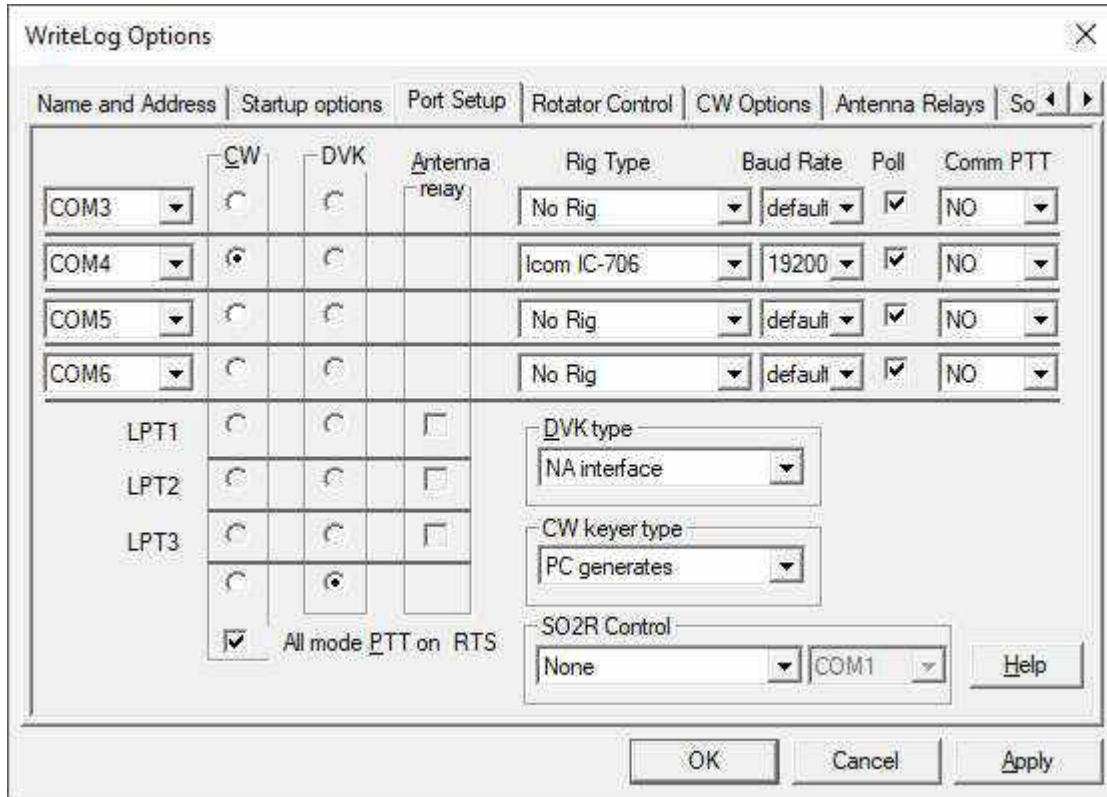 WriteLog Options
Name and Address Startup options Port Setup Rotator Control CW Options Antenna Relays So
CW DVK Antenna relay Rig Type Baud Rate Poll Comm PTT
COM3 No Rig default NO
COM4 Icom IC-706 19200 NO
COM5 No Rig default NO
COM6 No Rig default NO
LPT1 DVK type
LPT2 NA interface
LPT3 CW keyer type
PC generates
All mode PTT on RTS SO2R Control
None COM1 Help
OK Cancel Apply